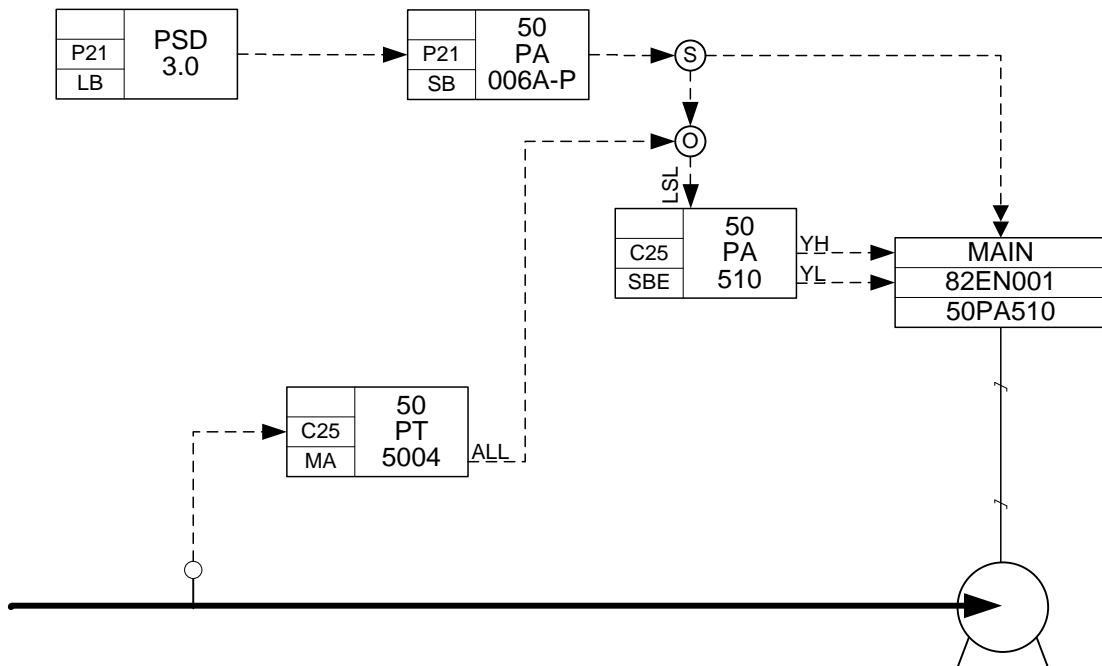 PSD
3.0
P21
LB
50
PA
006A-P
P21
SB
S
O
LSL
50
PA
510
C25
SBE
YH
YL
MAIN
82EN001
50PA510
50
PT
5004
C25
MA
ALL